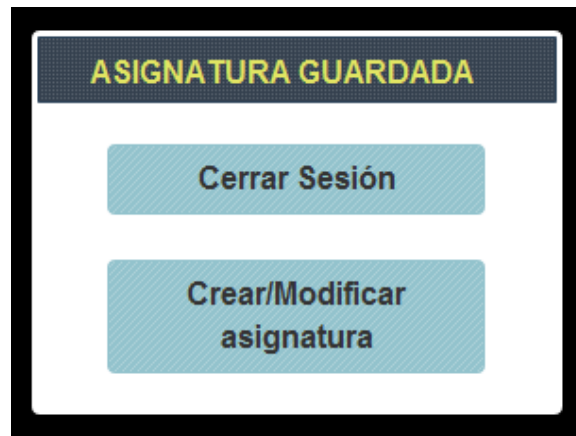 ASIGNATURA GUARDADA
Cerrar Sesión
Crear/Modificar
asignatura